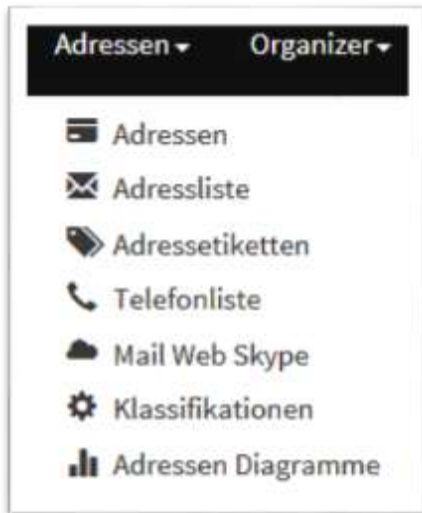 Adressen Organizer
Adressen
Adressliste
Adressetiketten
Telefonliste
Mail Web Skype
Klassifikationen
Adressen Diagramme